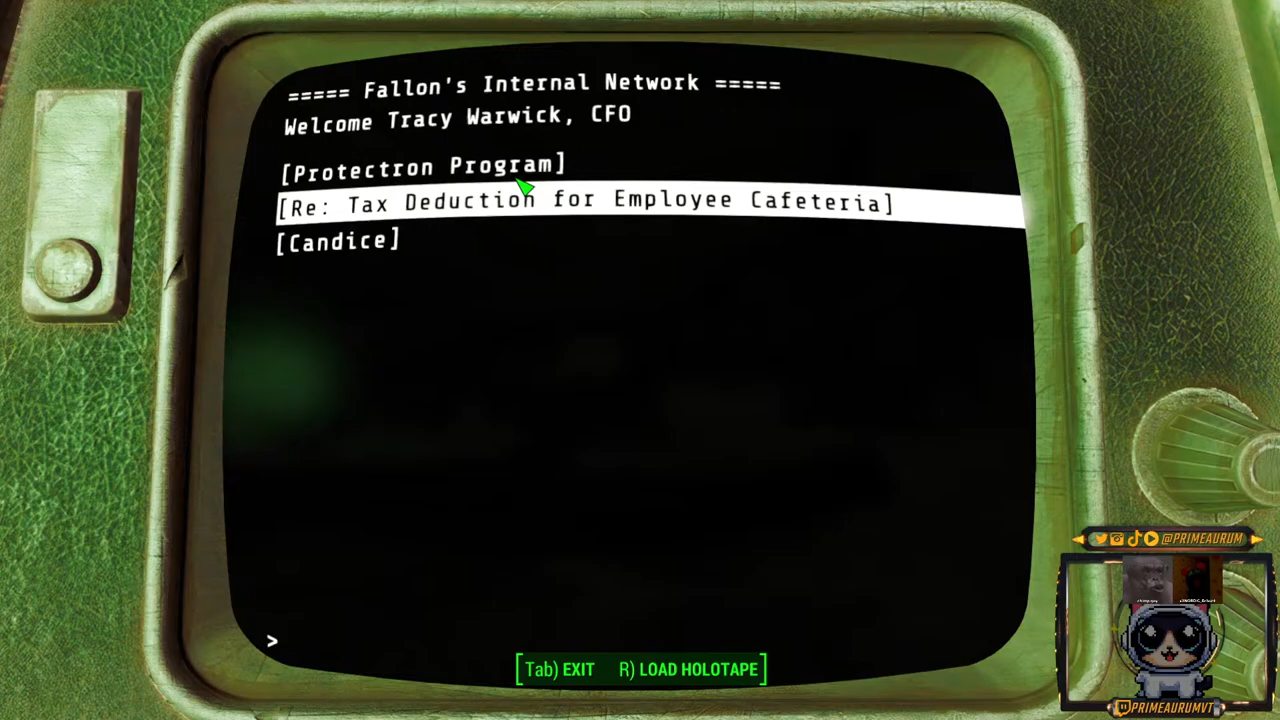 ===== Fallon's Internal Network =====
Welcome Tracy Warwick, CFO
[Protectron Program]
[Re: Tax Deduction for Employee Cafeteria]
[Candice]
>
Tab) EXIT R) LOAD HOLOTAPE
@PRIMEAURUM
PRIMEAURUMVT